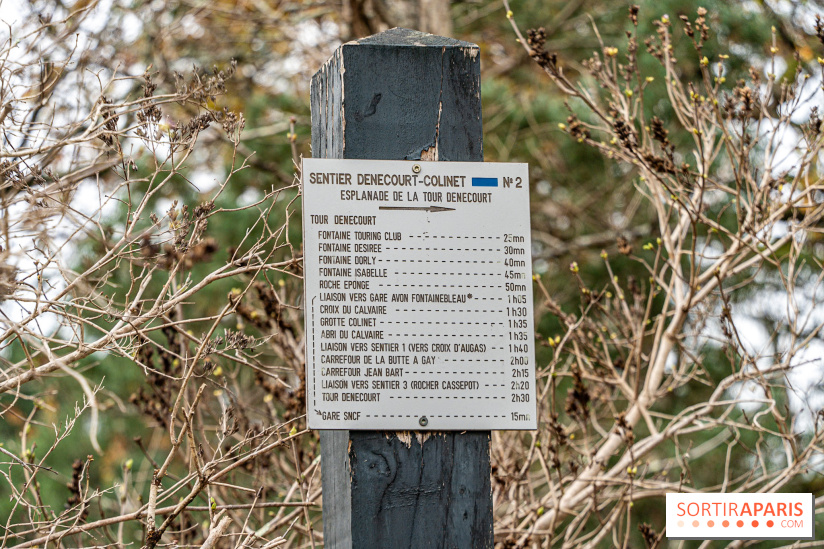 SENTIER DENECOURT-COLINET N° 2
ESPLANADE DE LA TOUR DENECOURT
TOUR DENECOURT
FONTAINE TOURING CLUB 25mn
FONTAINE DESIREE 30mn
FONTAINE DORLY 40mn
FONTAINE ISABELLE 45mn
ROCHE EPONGE 50mn
LIAISON VERS GARE AVON FONTAINEBLEAU* 1h05
CROIX DU CALVAIRE 1h30
GROTTE COLINET 1h35
ABRI DU CALVAIRE 1h35
LIAISON VERS SENTIER 1 (VERS CROIX D'AUGAS) 1h40
CARREFOUR DE LA BUTTE A GAY 2h00
CARREFOUR JEAN BART 2h15
LIAISON VERS SENTIER 3 (ROCHER CASSEPOT) 2h20
TOUR DENECOURT 2h30
GARE SNCF 15mn
SORTIRAPARIS